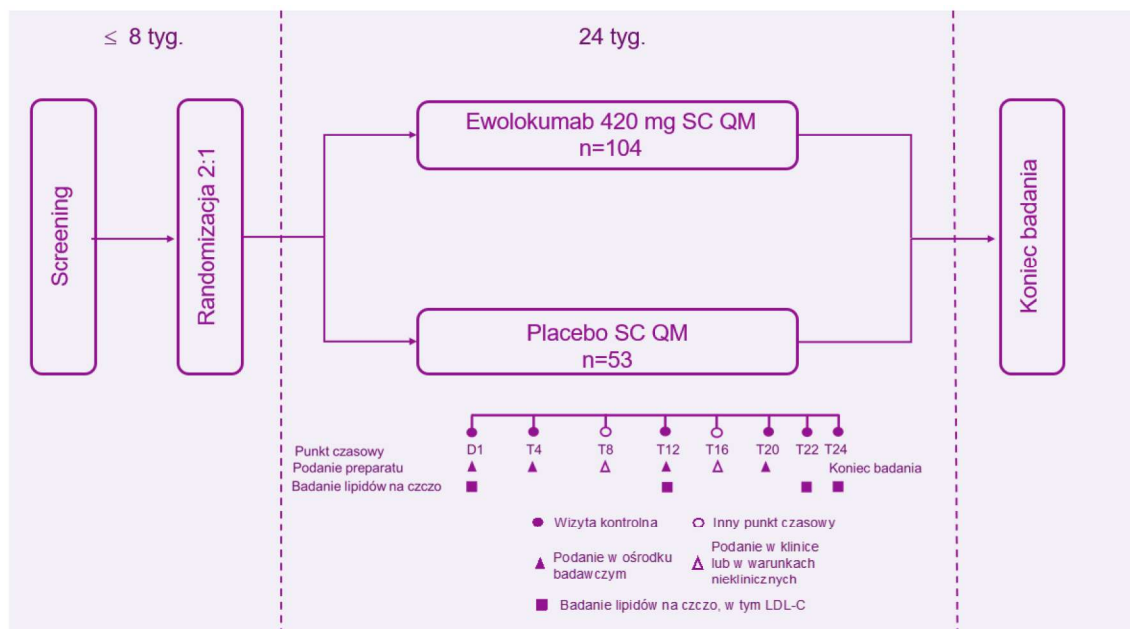 ≤ 8 tyg.
24 tyg.
Screening
Randomizacja 2:1
Ewolokumab 420 mg SC QM
n=104
Placebo SC QM
n=53
Koniec badania
Punkt czasowy D1 T4 T8 T12 T16 T20 T22 T24
Podanie preparatu Koniec badania
Badanie lipidów na czczo
Wizyta kontrolna
Inny punkt czasowy
Podanie w ośrodku
badawczym
Podanie w klinice
lub w warunkach
nieklinicznych
Badanie lipidów na czczo, w tym LDL-C